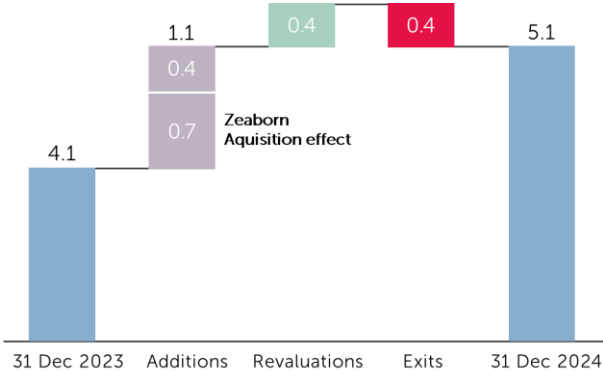 0.4
0.4
1.1
5.1
0.4
0.7
Zeaborn
Aquisition effect
4.1
31 Dec 2023
Additions
Revaluations
Exits
31 Dec 2024